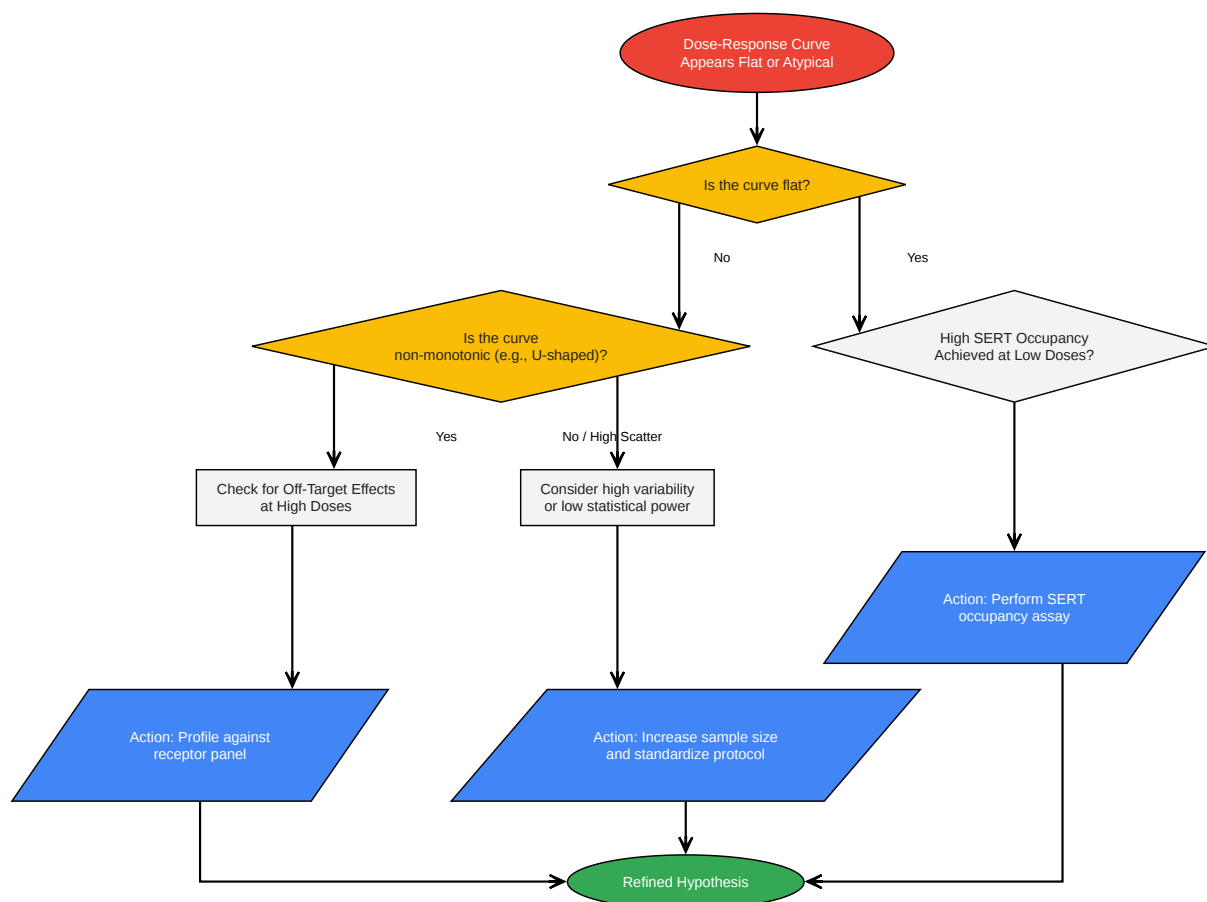 Dose-Response Curve
Appears Flat or Atypical
Is the curve flat?
No
Yes
Is the curve
non-monotonic (e.g., U-shaped)?
High SERT Occupancy
Achieved at Low Doses?
Yes
No / High Scatter
Check for Off-Target Effects
at High Doses
Consider high variability
or low statistical power
Action: Perform SERT
occupancy assay
Action: Profile against
receptor panel
Action: Increase sample size
and standardize protocol
Refined Hypothesis